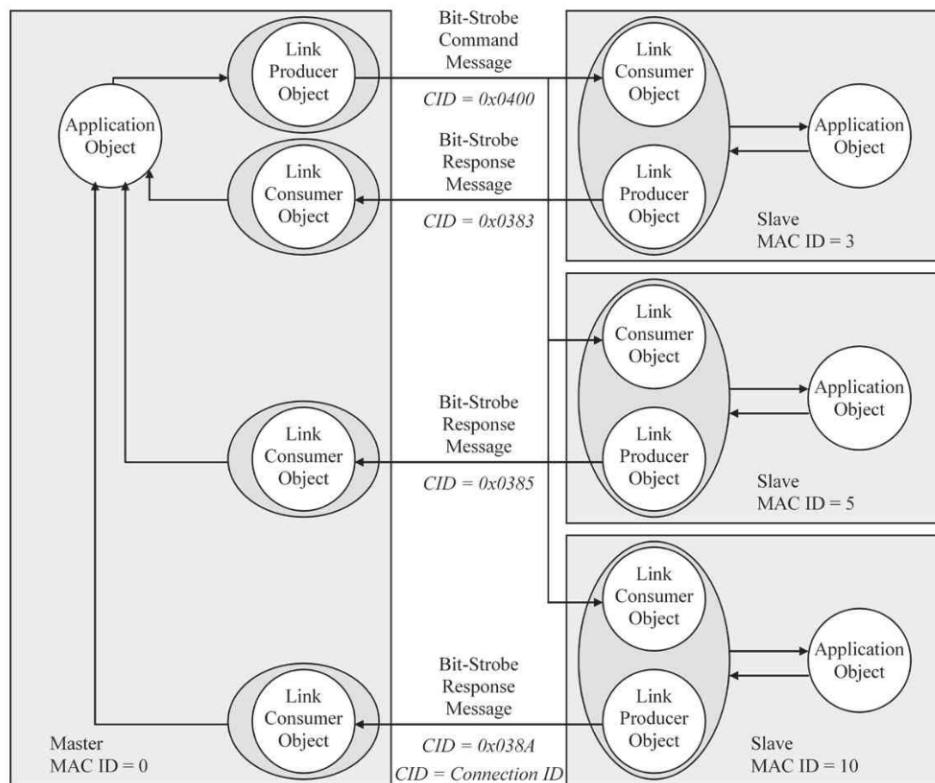 Bit-Strobe
Command
Message
CID = 0x0400
Link
Producer
Object
Application
Object
Link
Consumer
Object
Bit-Strobe
Response
Message
CID = 0x0383
Link
Consumer
Object
Link
Producer
Object
Application
Object
Slave
MAC ID = 3
Link
Consumer
Object
Bit-Strobe
Response
Message
CID = 0x0385
Link
Consumer
Object
Link
Producer
Object
Application
Object
Slave
MAC ID = 5
Link
Consumer
Object
Bit-Strobe
Response
Message
CID = 0x038A
Link
Consumer
Object
Link
Producer
Object
Application
Object
Slave
MAC ID = 10
Master
MAC ID = 0
CID = Connection ID